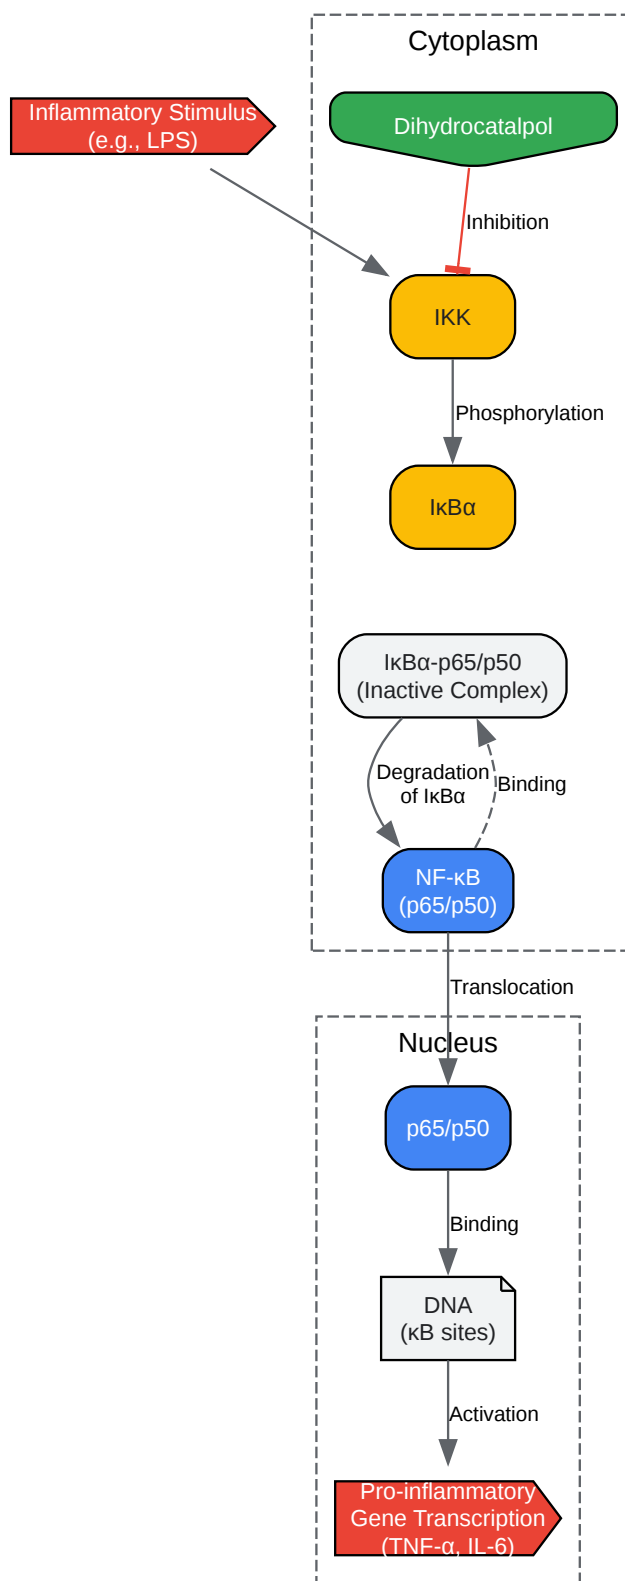 Cytoplasm
Inflammatory Stimulus
(e.g., LPS)
Dihydrocatalpol
Inhibition
IKK
Phosphorylation
IκBα
IκBα-p65/p50
(Inactive Complex)
Degradation
of IκBα
Binding
NF-κB
(p65/p50)
Translocation
Nucleus
p65/p50
Binding
DNA
(κB sites)
Activation
Pro-inflammatory
Gene Transcription
(TNF-α, IL-6)